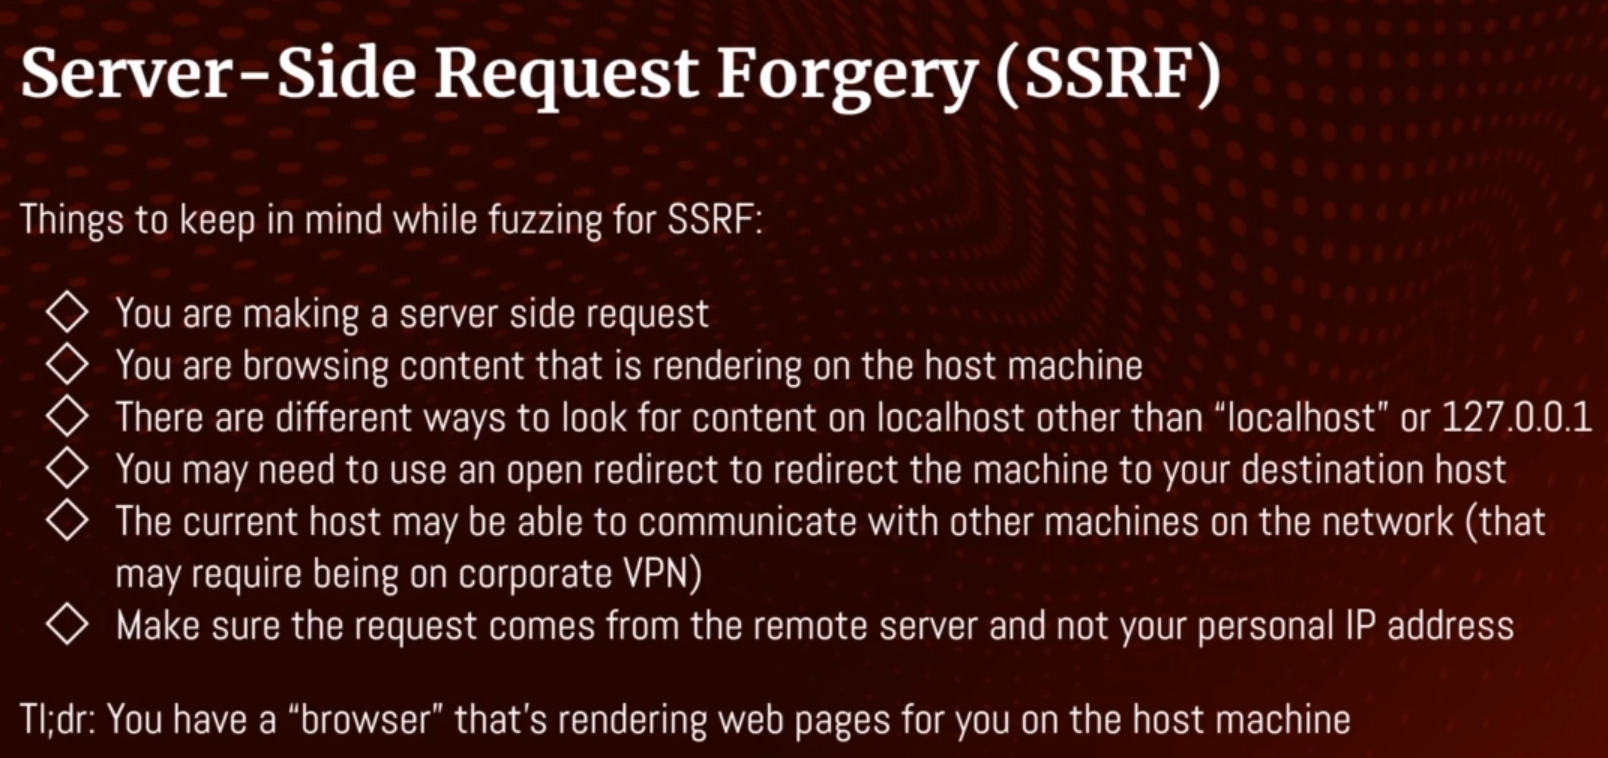 Server-Side Request Forgery (SSRF)
Things to keep in mind while fuzzing for SSRF:
You are making a server side request
You are browsing content that is rendering on the host machine
There are different ways to look for content on localhost other than “localhost” or 127.0.0.1
You may need to use an open redirect to redirect the machine to your destination host
The current host may be able to communicate with other machines on the network (that
may require being on corporate VPN)
Make sure the request comes from the remote server and not your personal IP address
Tl;dr: You have a “browser” that’s rendering web pages for you on the host machine